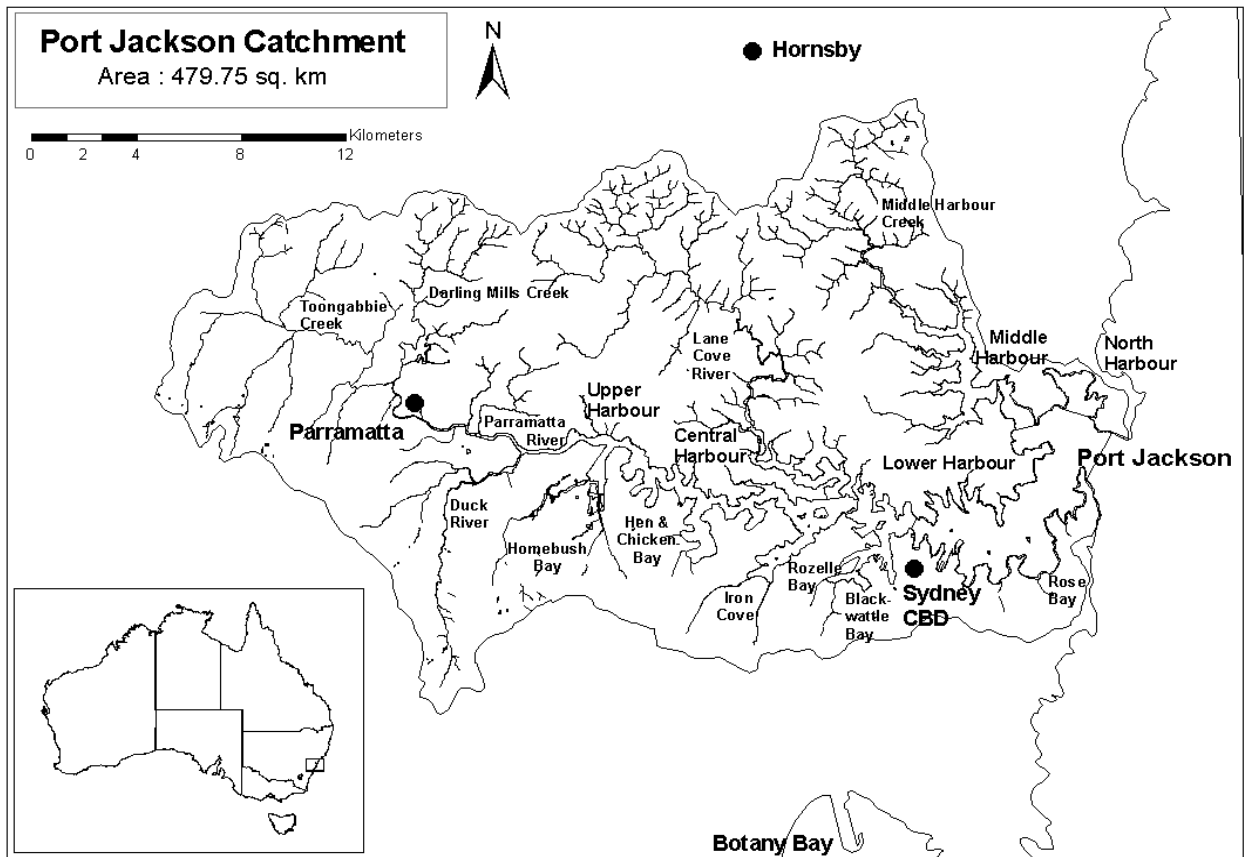 Port Jackson Catchment
Area : 479.75 sq. km
N
Hornsby
Kilometers
0 2 4 8 12
Middle Harbour
Creek
Darling Mills Creek
Toongabbie
Creek
Lane
Cove
River
Middle
Harbour
North
Harbour
Upper
Harbour
Parramatta
Parramatta
River
Central
Harbour
Lower Harbour
Port Jackson
Duck
River
Homebush
Bay
Hen &
Chicken
Bay
Rozelle
Bay
Iron
Cove
Black-
wattle
Bay
Sydney
CBD
Rose
Bay
Botany Bay